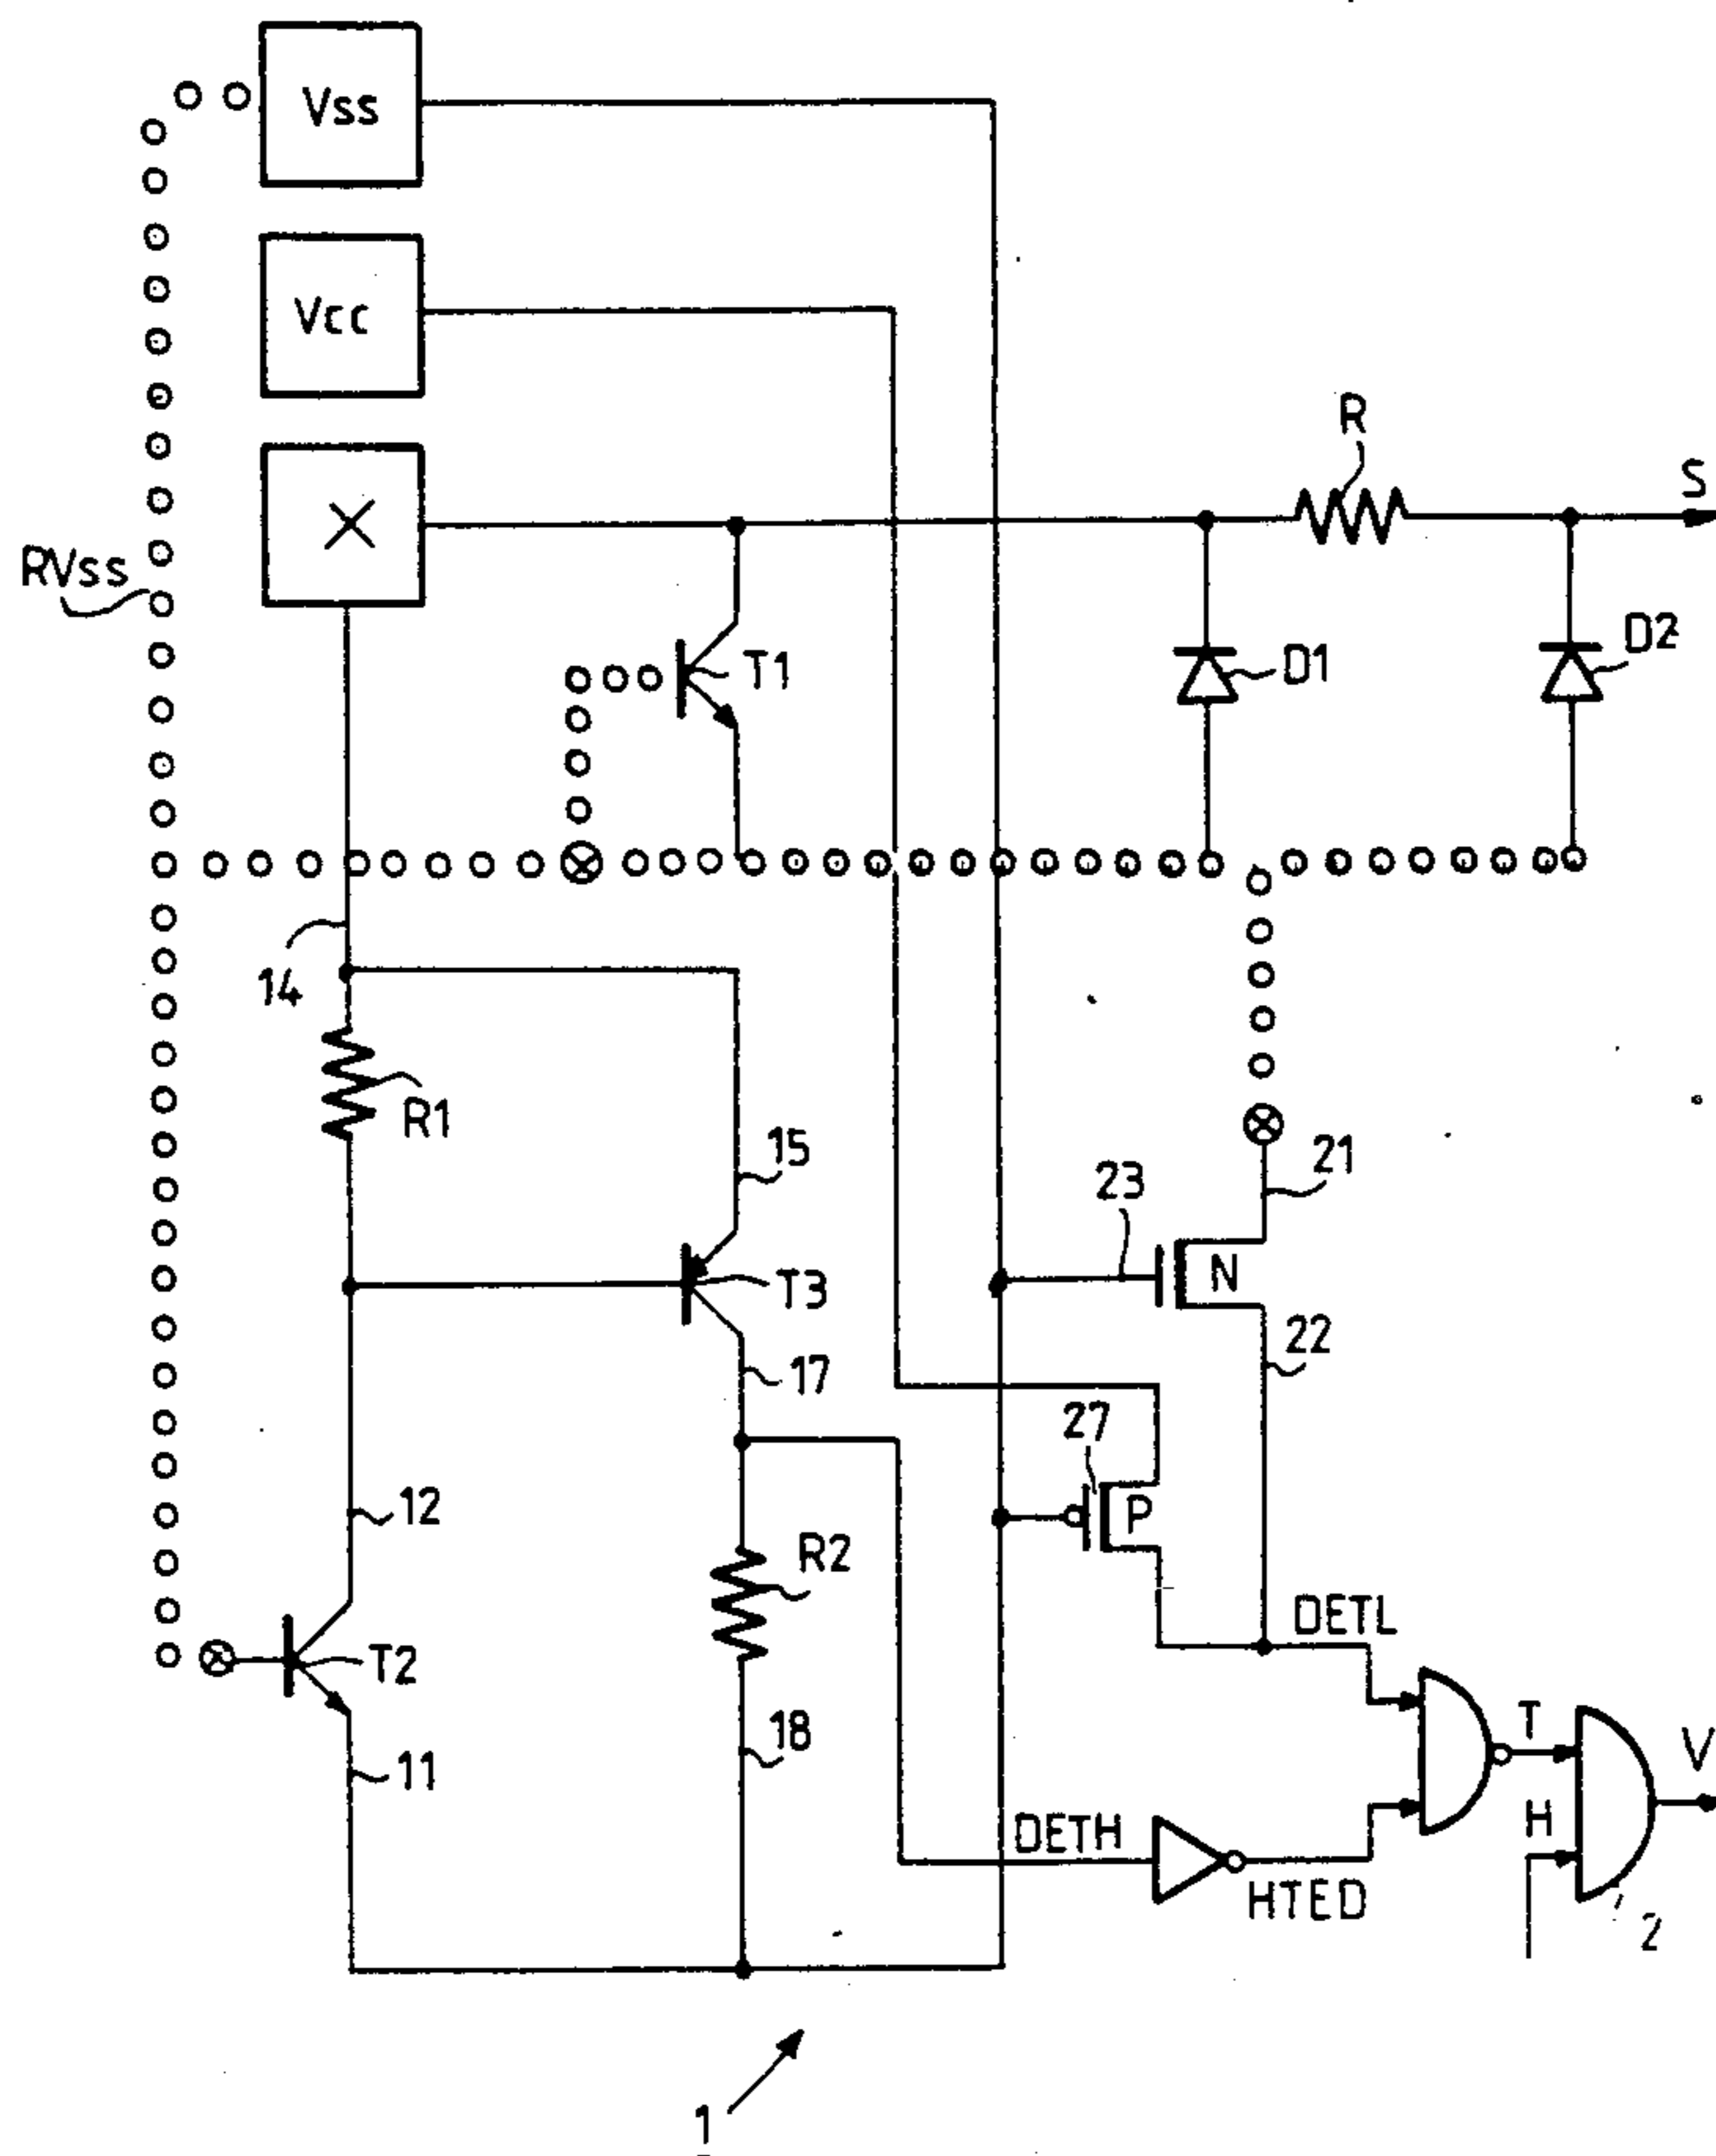 Vss
Vcc
X
R
S
RVss
T1
D1
D2
14
R1
15
21
23
N
T3
22
17
27
P
12
R2
DETL
T2
T
V
18
11
H
DETH
HTED
2
1